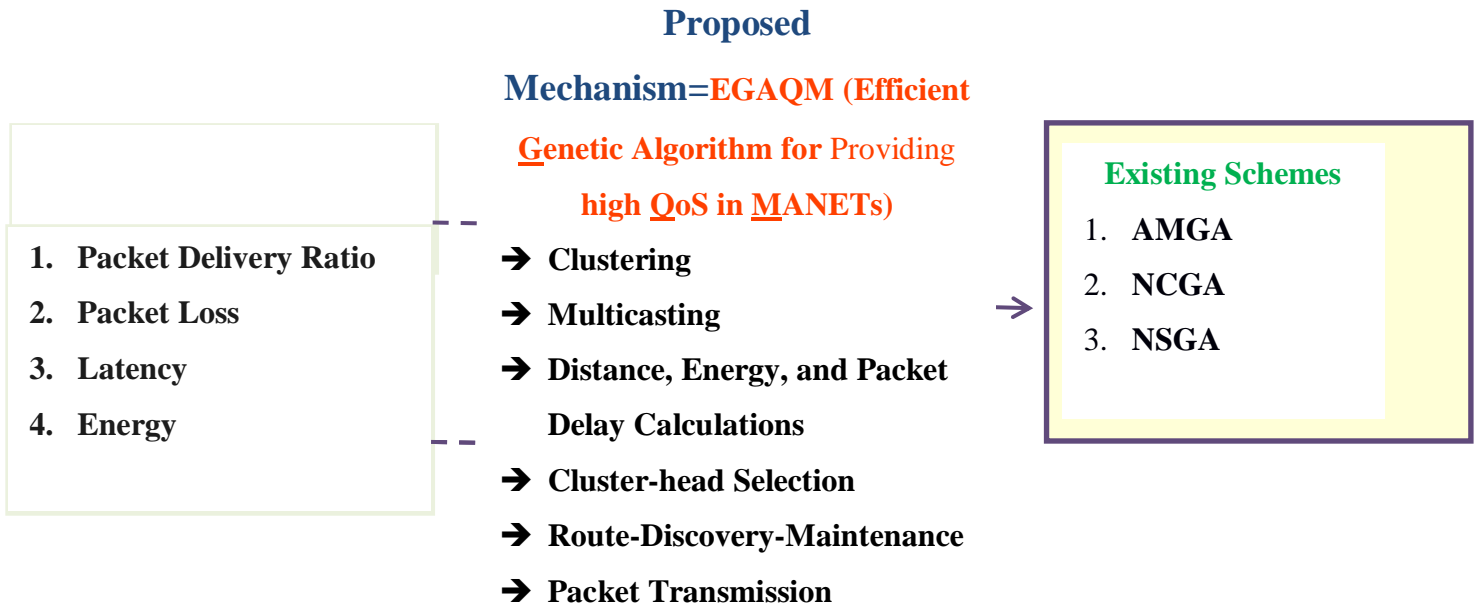 Proposed
Mechanism=EGAQM (Efficient
Genetic Algorithm for Providing
high QoS in MANETs)
1. Packet Delivery Ratio
2. Packet Loss
3. Latency
4. Energy
➔ Clustering
➔ Multicasting
➔ Distance, Energy, and Packet
Delay Calculations
➔ Cluster-head Selection
➔ Route-Discovery-Maintenance
➔ Packet Transmission
Existing Schemes
1. AMGA
2. NCGA
3. NSGA